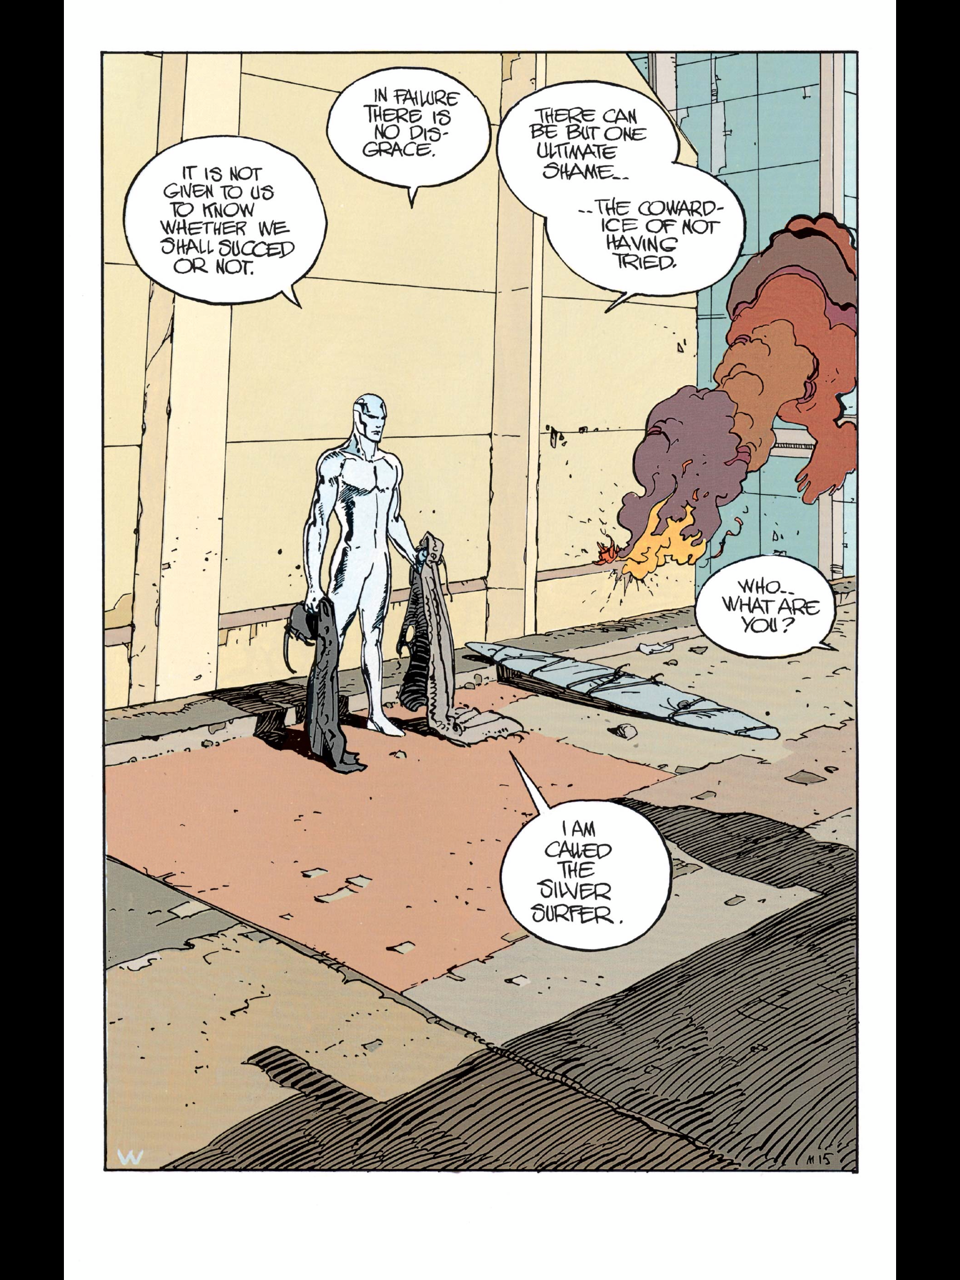 IT IS NOT
GIVEN TO US
TO KNOW
WHETHER WE
SHALL SUCCED
OR NOT.
IN FAILURE
THERE IS
NO DIS-
GRACE.
THERE CAN
BE BUT ONE
ULTIMATE
SHAME--
--THE COWARD-
ICE OF NOT
HAVING
TRIED.
WHO--
WHAT ARE
YOU?
I AM
CALLED
THE
SILVER
SURFER.
W
M 15